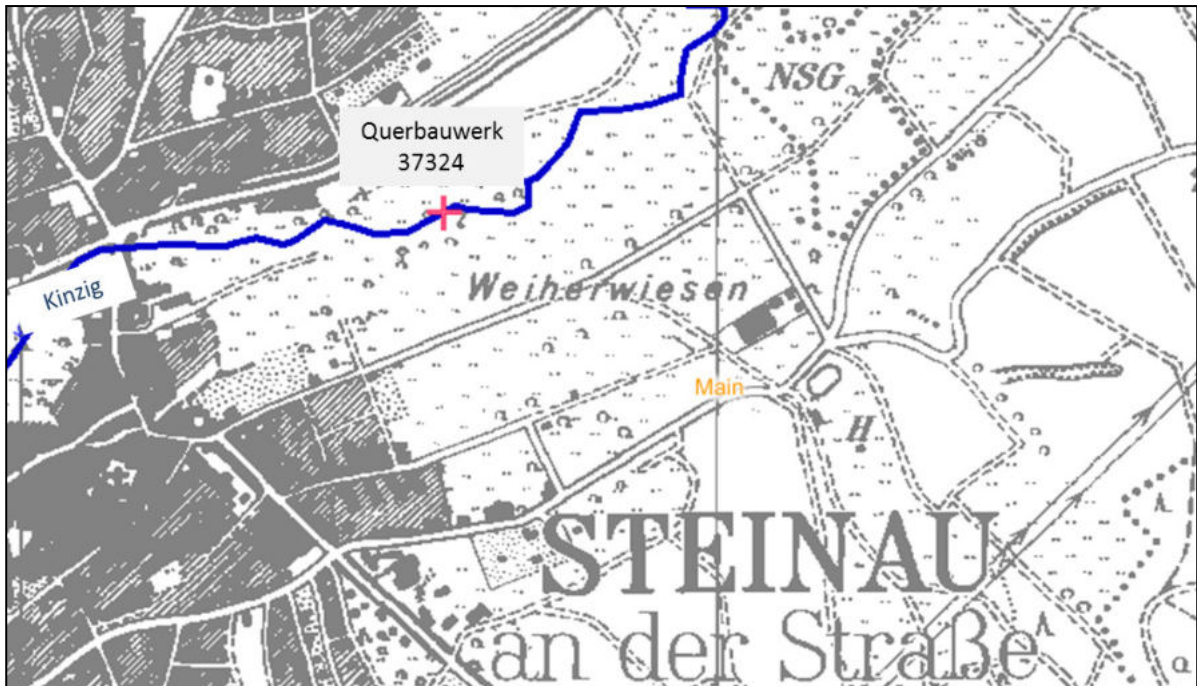 NSG
Querbauwerk
37324
Kinzig
Weiherwiesen
Main
H
STEINAU
an der Straße